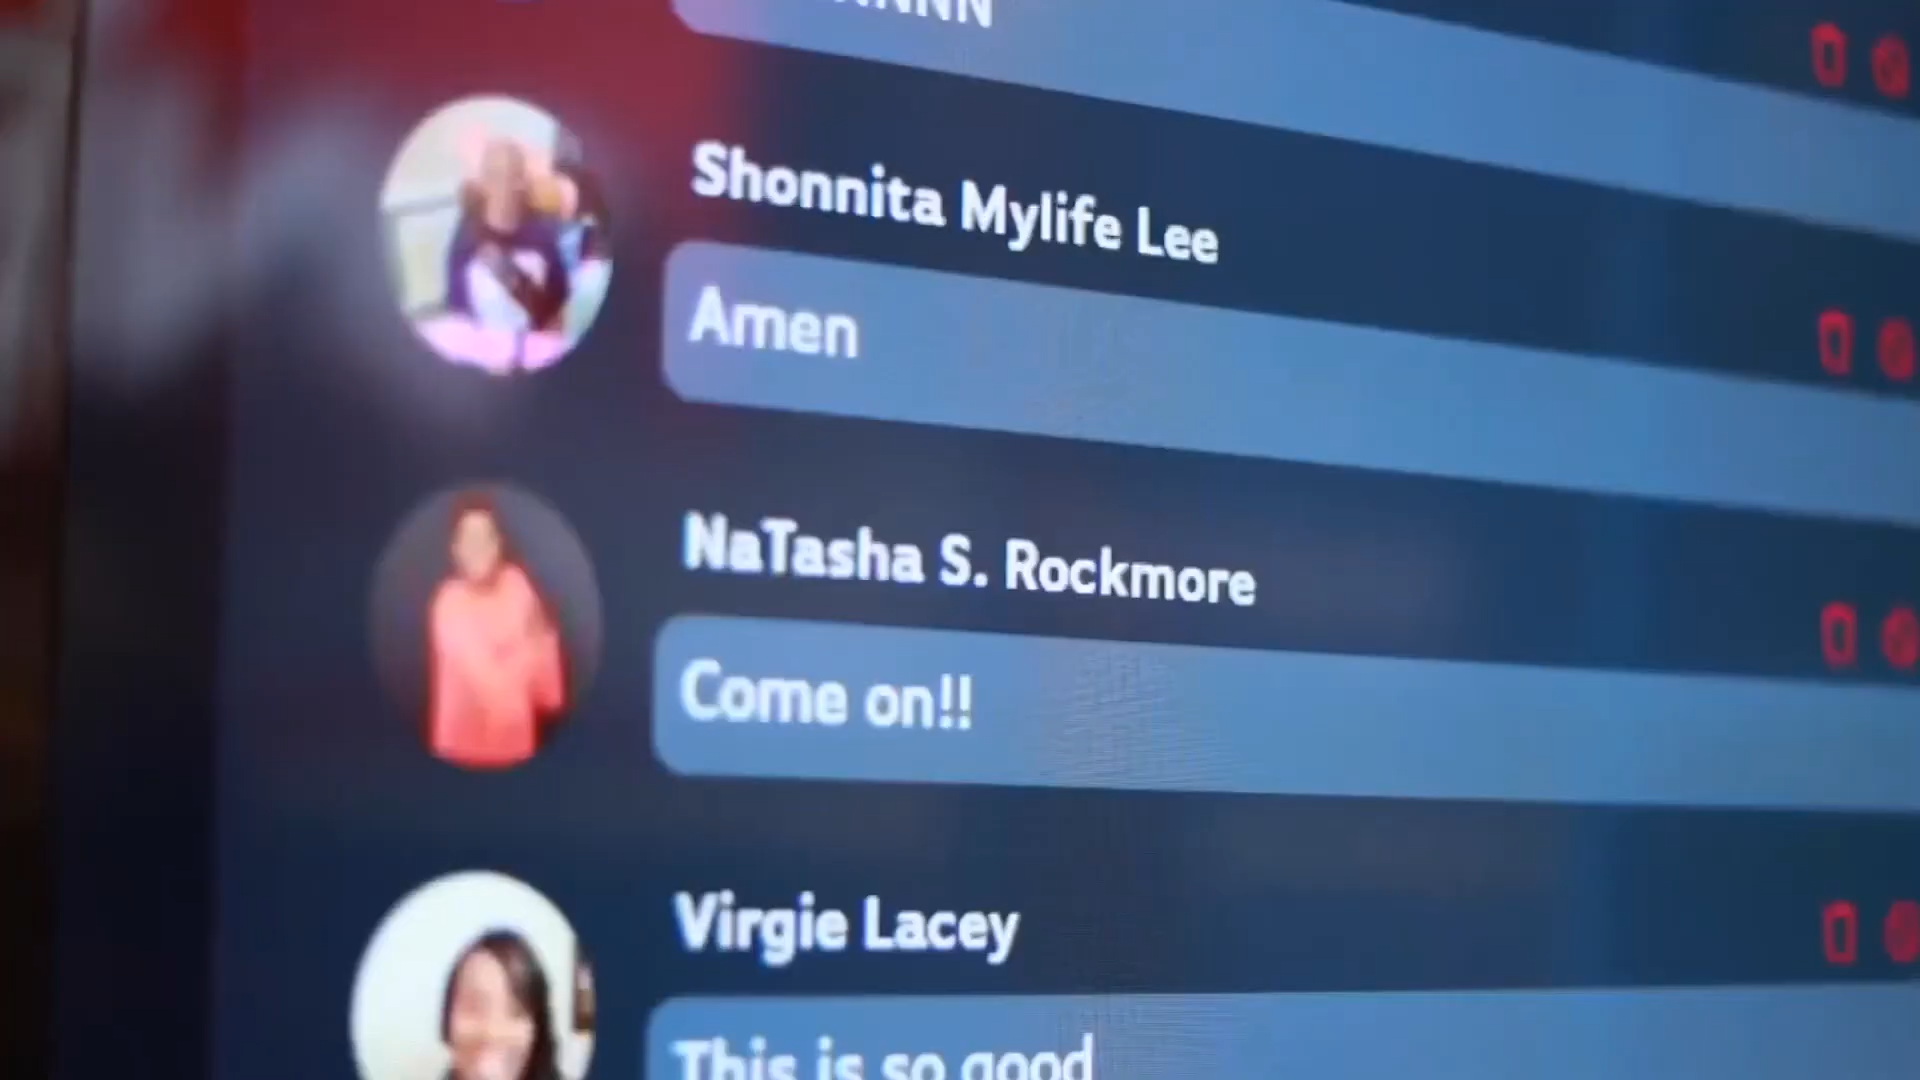 Shonnita Mylife Lee
Amen
NaTasha S. Rockmore
Come on!!
Virgie Lacey
This is so good